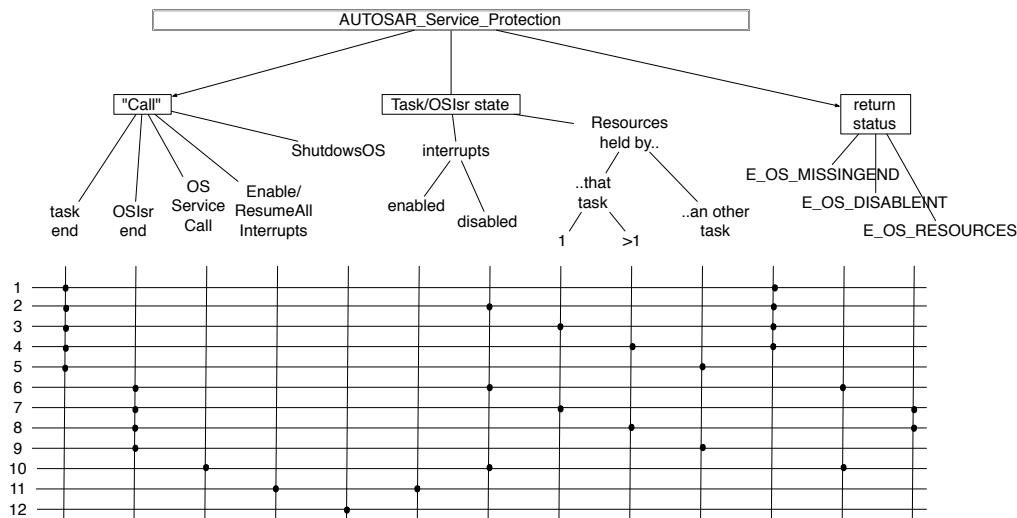 AUTOSAR_Service_Protection
"Call"
Task/OSIsr state
return
status
ShutdowsOS
interrupts
Resources
held by..
E_OS_MISSINGEND
E_OS_DISABLEINT
E_OS_RESOURCES
task
end
OSIsr
end
OS
Service
Call
Enable/
ResumeAll
Interrupts
enabled
disabled
..that
task
..an other
task
1
>1
1
2
3
4
5
6
7
8
9
10
11
12